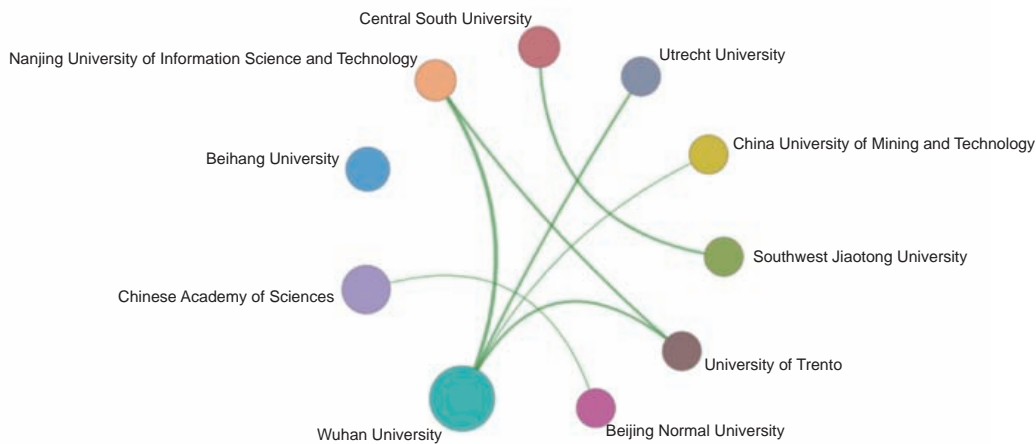 Central South University
Utrecht University
Nanjing University of Information Science and Technology
China University of Mining and Technology
Beihang University
Southwest Jiaotong University
Chinese Academy of Sciences
University of Trento
Beijing Normal University
Wuhan University